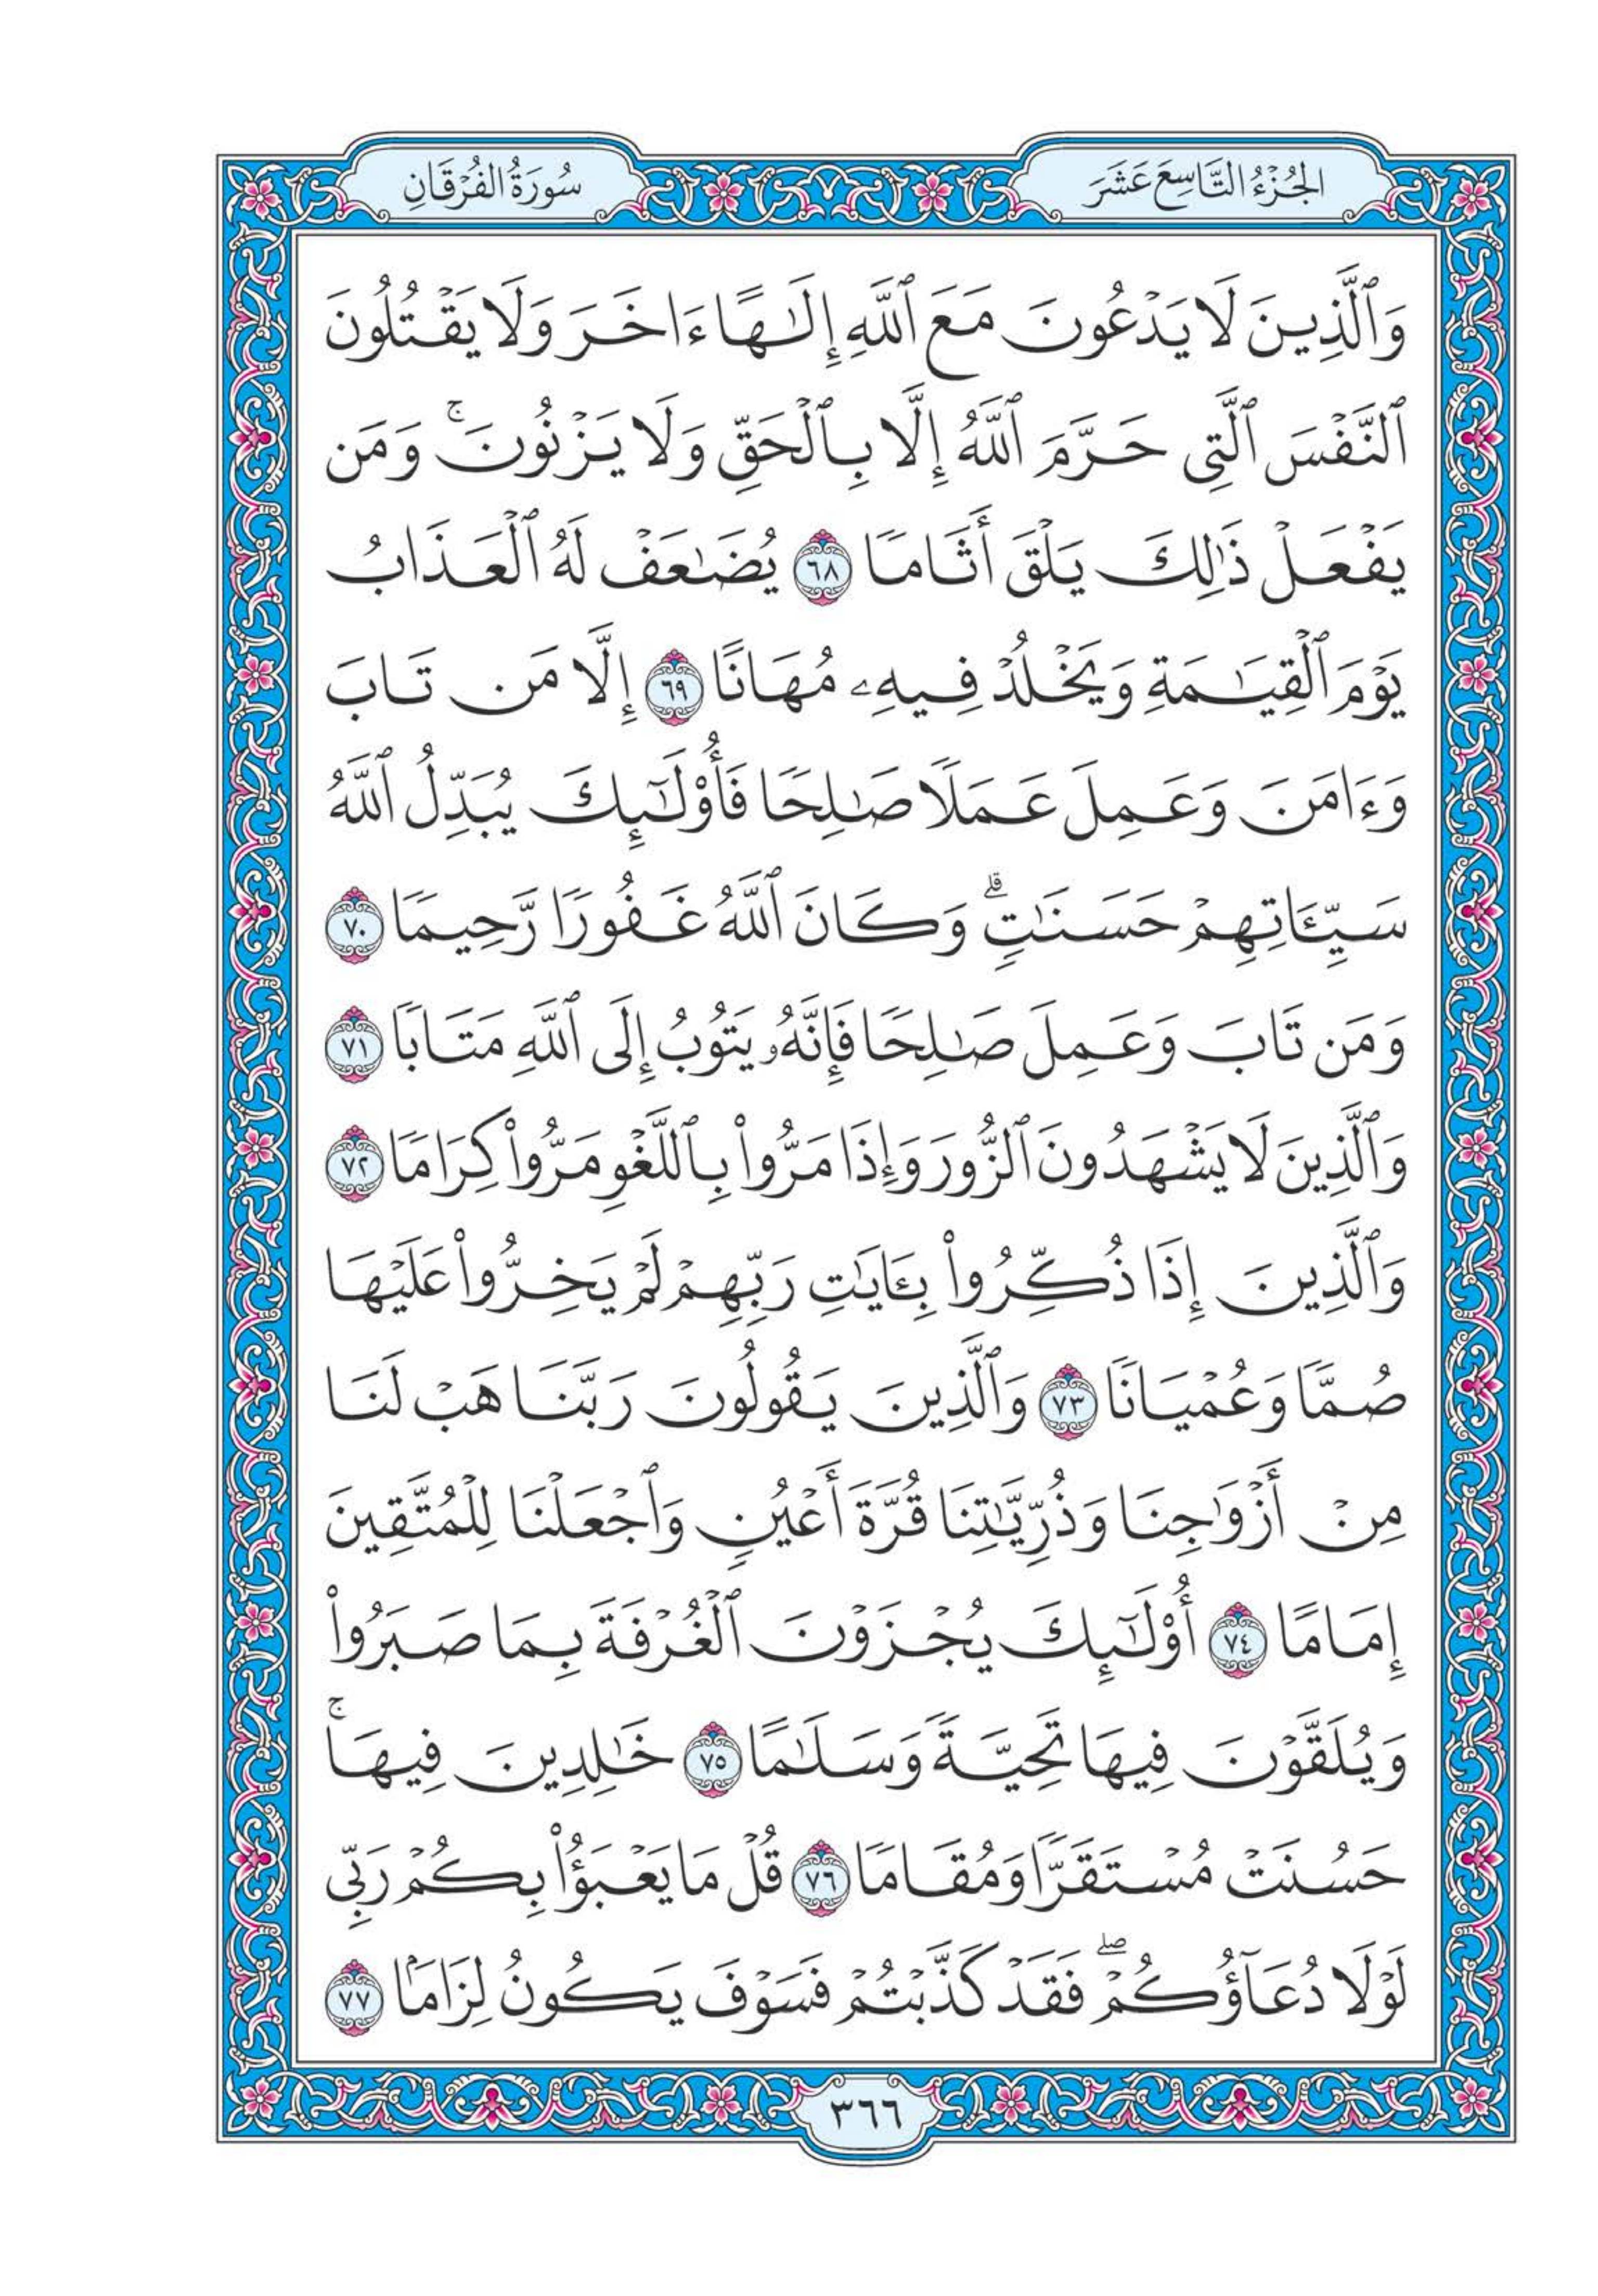 الجُزْءُ التَّاسِعَ عَشَرَ
سُورَةُ الفُرْقَانِ
وَٱلَّذِينَ لَا يَدْعُونَ مَعَ ٱللَّهِ إِلَـٰهًا ءَاخَرَ وَلَا يَقْتُلُونَ
ٱلنَّفْسَ ٱلَّتِى حَرَّمَ ٱللَّهُ إِلَّا بِٱلْحَقِّ وَلَا يَزْنُونَ ۚ وَمَن
يَفْعَلْ ذَٰلِكَ يَلْقَ أَثَامًا ٦٨ يُضَـٰعَفْ لَهُ ٱلْعَذَابُ
يَوْمَ ٱلْقِيَـٰمَةِ وَيَخْلُدْ فِيهِۦ مُهَانًا ٦٩ إِلَّا مَن تَابَ
وَءَامَنَ وَعَمِلَ عَمَلًا صَـٰلِحًا فَأُو۟لَـٰٓئِكَ يُبَدِّلُ ٱللَّهُ
سَيِّـَٔاتِهِمْ حَسَنَـٰتٍ ۗ وَكَانَ ٱللَّهُ غَفُورًا رَّحِيمًا ٧٠
وَمَن تَابَ وَعَمِلَ صَـٰلِحًا فَإِنَّهُۥ يَتُوبُ إِلَى ٱللَّهِ مَتَابًا ٧١
وَٱلَّذِينَ لَا يَشْهَدُونَ ٱلزُّورَ وَإِذَا مَرُّوا۟ بِٱللَّغْوِ مَرُّوا۟ كِرَامًا ٧٢
وَٱلَّذِينَ إِذَا ذُكِّرُوا۟ بِـَٔايَـٰتِ رَبِّهِمْ لَمْ يَخِرُّوا۟ عَلَيْهَا
صُمًّا وَعُمْيَانًا ٧٣ وَٱلَّذِينَ يَقُولُونَ رَبَّنَا هَبْ لَنَا
مِنْ أَزْوَٰجِنَا وَذُرِّيَّـٰتِنَا قُرَّةَ أَعْيُنٍ وَٱجْعَلْنَا لِلْمُتَّقِينَ
إِمَامًا ٧٤ أُو۟لَـٰٓئِكَ يُجْزَوْنَ ٱلْغُرْفَةَ بِمَا صَبَرُوا۟
وَيُلَقَّوْنَ فِيهَا تَحِيَّةً وَسَلَـٰمًا ٧٥ خَـٰلِدِينَ فِيهَا ۚ
حَسُنَتْ مُسْتَقَرًّا وَمُقَامًا ٧٦ قُلْ مَا يَعْبَؤُا۟ بِكُمْ رَبِّى
لَوْلَا دُعَآؤُكُمْ ۖ فَقَدْ كَذَّبْتُمْ فَسَوْفَ يَكُونُ لِزَامًۢا ٧٧
٣٦٦